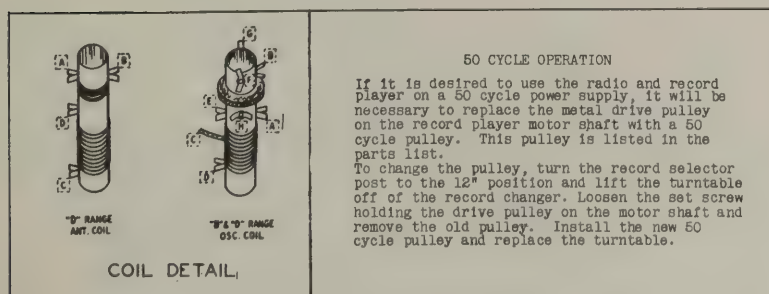 A
B
D
C
"D" RANGE
ANT. COIL
G
B
F
E
H
A
C
D
"B" & "D" RANGE
OSC. COIL
COIL DETAIL
50 CYCLE OPERATION
If it is desired to use the radio and record
player on a 50 cycle power supply, it will be
necessary to replace the metal drive pulley
on the record player motor shaft with a 50
cycle pulley. This pulley is listed in the
parts list.
To change the pulley, turn the record selector
post to the 12" position and lift the turntable
off of the record changer. Loosen the set screw
holding the drive pulley on the motor shaft and
remove the old pulley. Install the new 50
cycle pulley and replace the turntable.